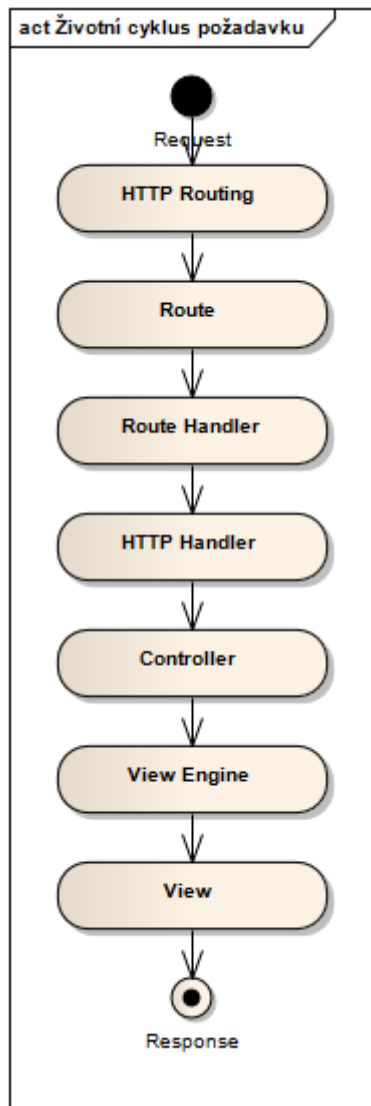 act Životní cyklus požadavku
Request
HTTP Routing
Route
Route Handler
HTTP Handler
Controller
View Engine
View
Response